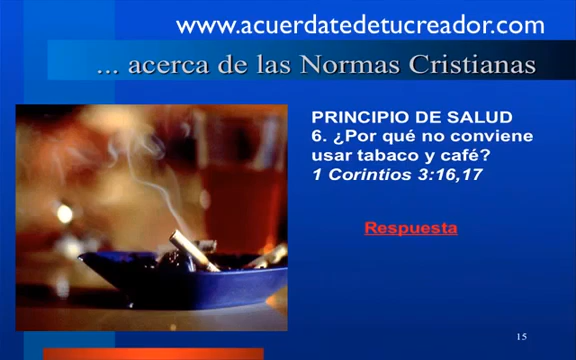 www.acuerdatedetucreador.com
... acerca de las Normas Cristianas
PRINCIPIO DE SALUD
6. ¿Por qué no conviene
usar tabaco y café?
1 Corintios 3:16,17
Respuesta
15